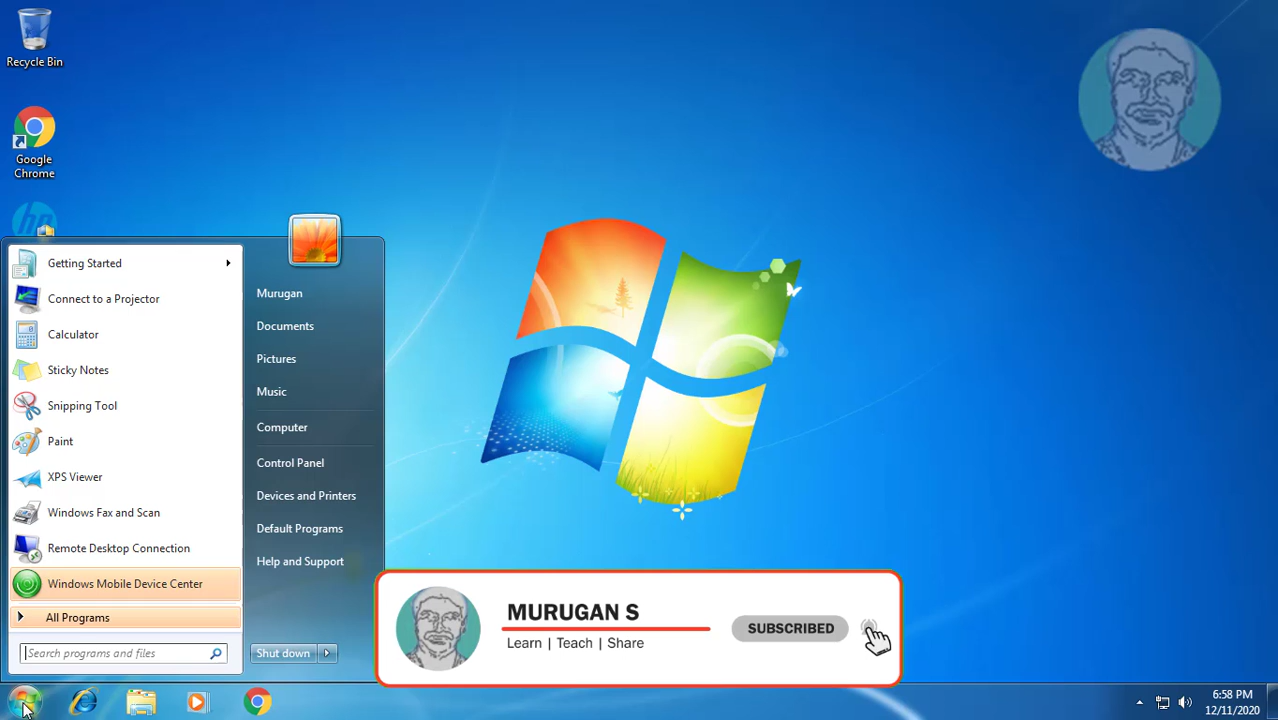 Recycle Bin
Google
Chrome
hp
Getting Started
Connect to a Projector
Calculator
Sticky Notes
Snipping Tool
Paint
XPS Viewer
Windows Fax and Scan
Remote Desktop Connection
Windows Mobile Device Center
All Programs
Search programs and files
Murugan
Documents
Pictures
Music
Computer
Control Panel
Devices and Printers
Default Programs
Help and Support
Shut down
MURUGAN S
Learn | Teach | Share
SUBSCRIBED
6:58 PM
12/11/2020